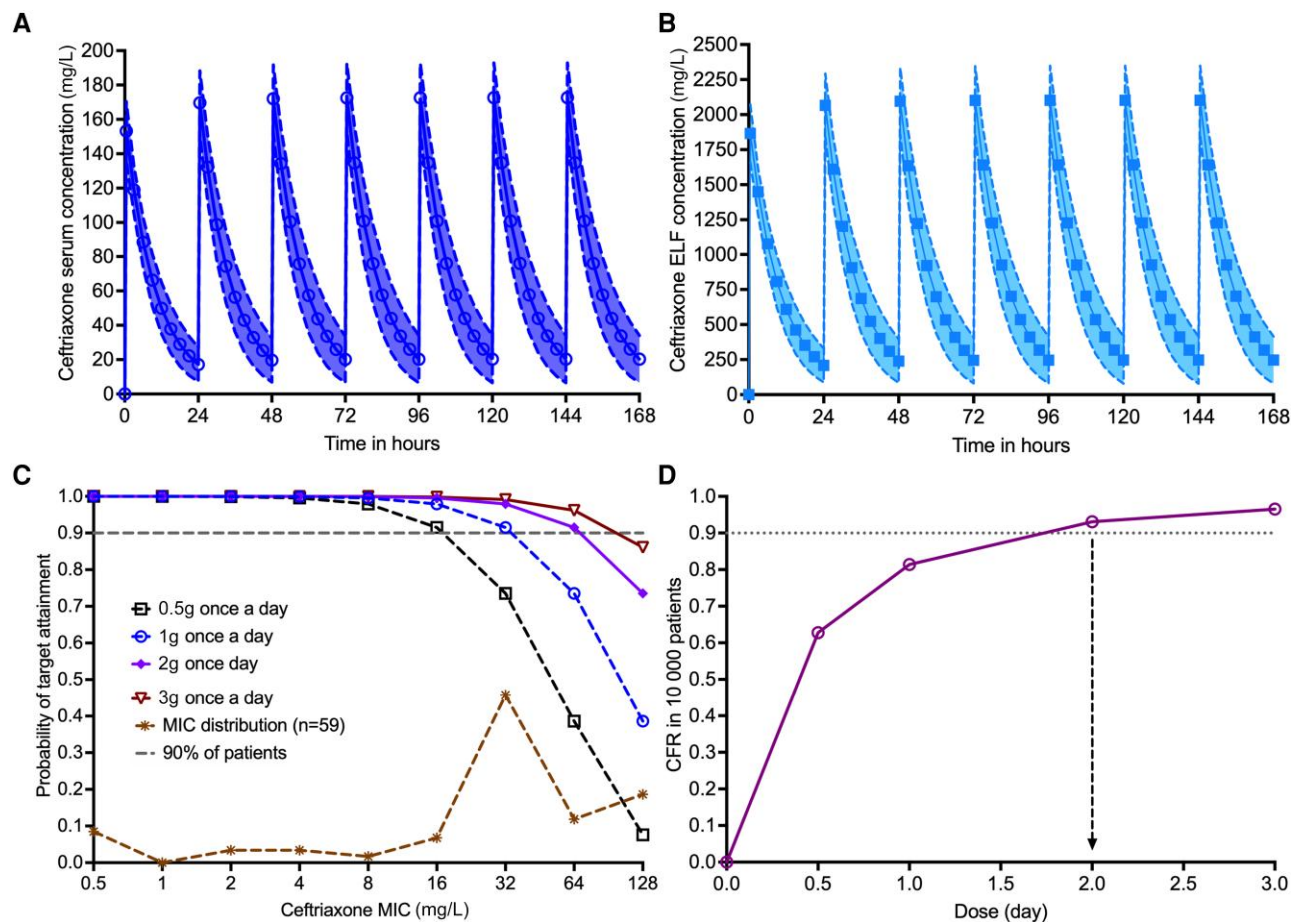 A
Ceftriaxone serum concentration (mg/L)
200
180
160
140
120
100
80
60
40
20
0
0 24 48 72 96 120 144 168
Time in hours
B
Ceftriaxone ELF concentration (mg/L)
2500
2250
2000
1750
1500
1250
1000
750
500
250
0
0 24 48 72 96 120 144 168
Time in hours
C
Probability of target attainment
1.0
0.9
0.8
0.7
0.6
0.5
0.4
0.3
0.2
0.1
0.0
0.5g once a day
1g once a day
2g once day
3g once a day
MIC distribution (n=59)
90% of patients
0.5 1 2 4 8 16 32 64 128
Ceftriaxone MIC (mg/L)
D
CFR in 10 000 patients
1.0
0.9
0.8
0.7
0.6
0.5
0.4
0.3
0.2
0.1
0.0
0.0 0.5 1.0 1.5 2.0 2.5 3.0
Dose (day)